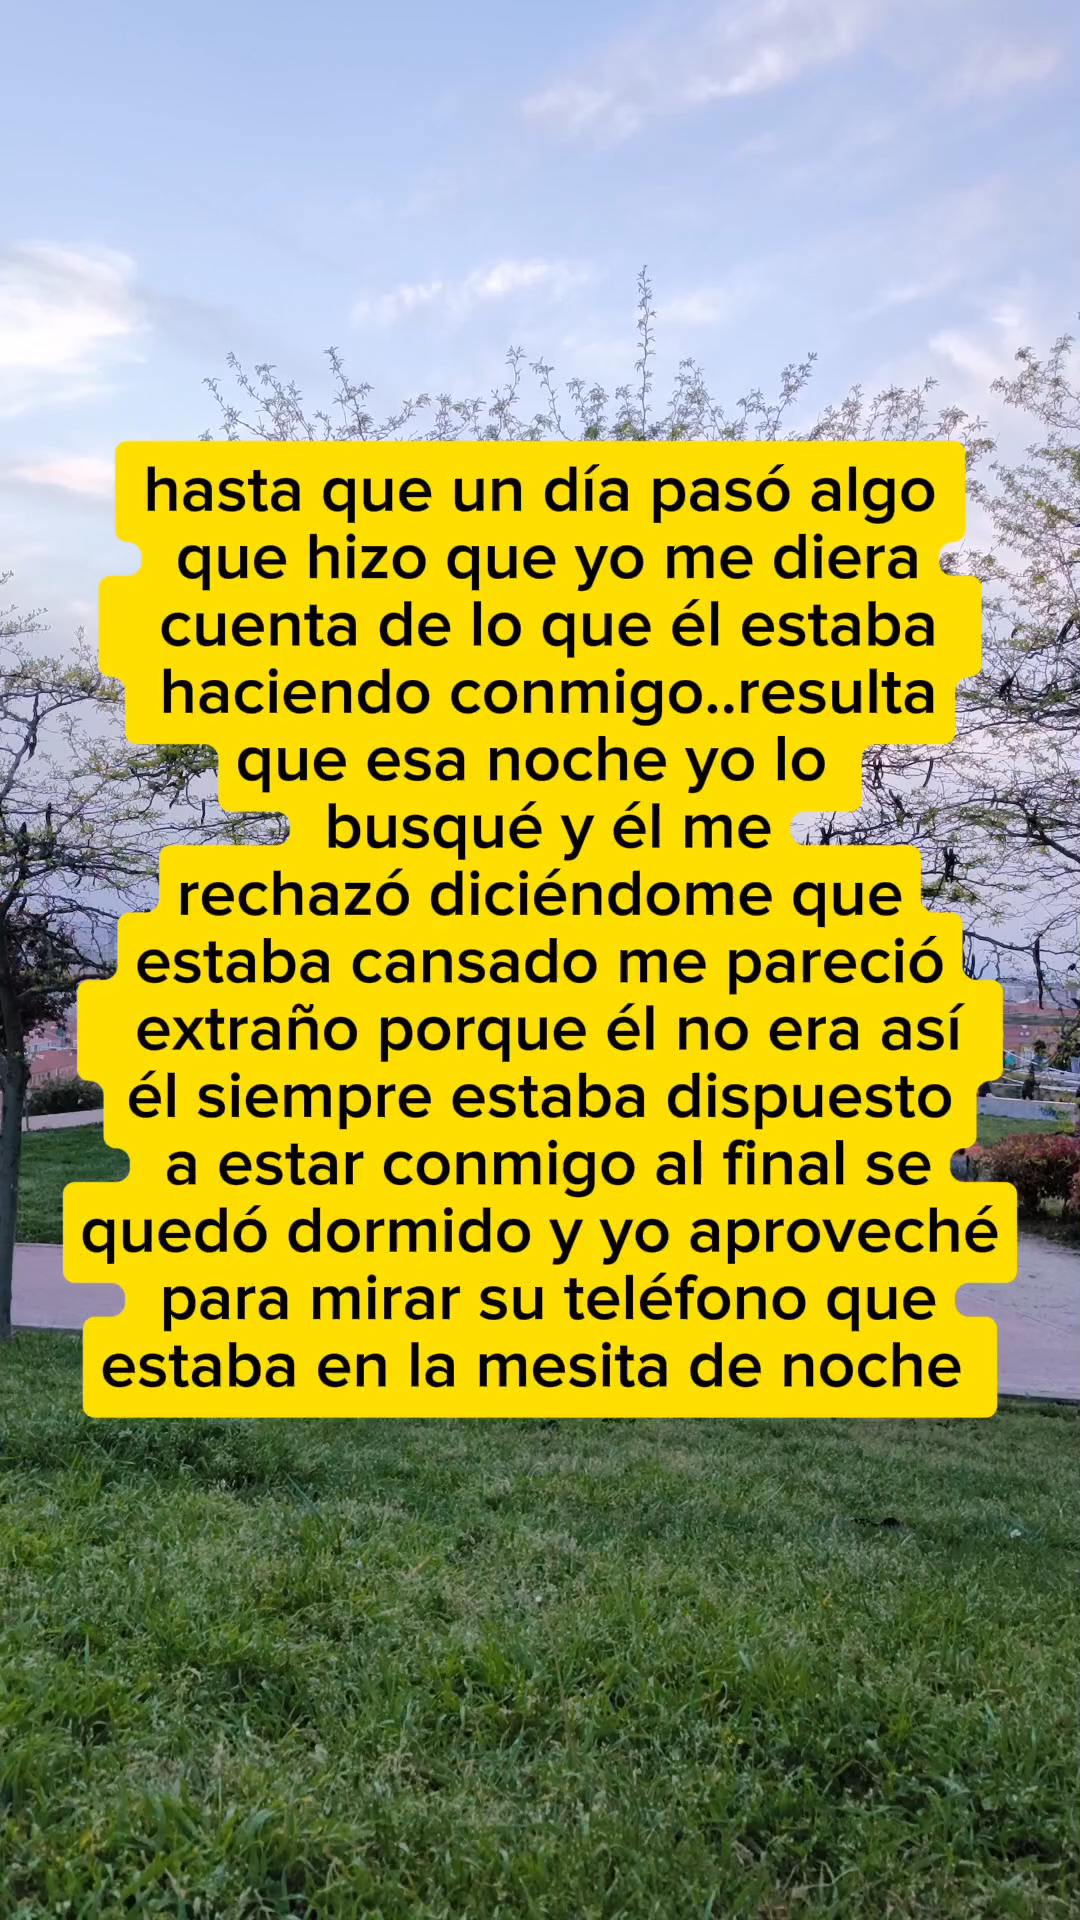 hasta que un día pasó algo
que hizo que yo me diera
cuenta de lo que él estaba
haciendo conmigo..resulta
que esa noche yo lo
busqué y él me
rechazó diciéndome que
estaba cansado me pareció
extraño porque él no era así
él siempre estaba dispuesto
a estar conmigo al final se
quedó dormido y yo aproveché
para mirar su teléfono que
estaba en la mesita de noche